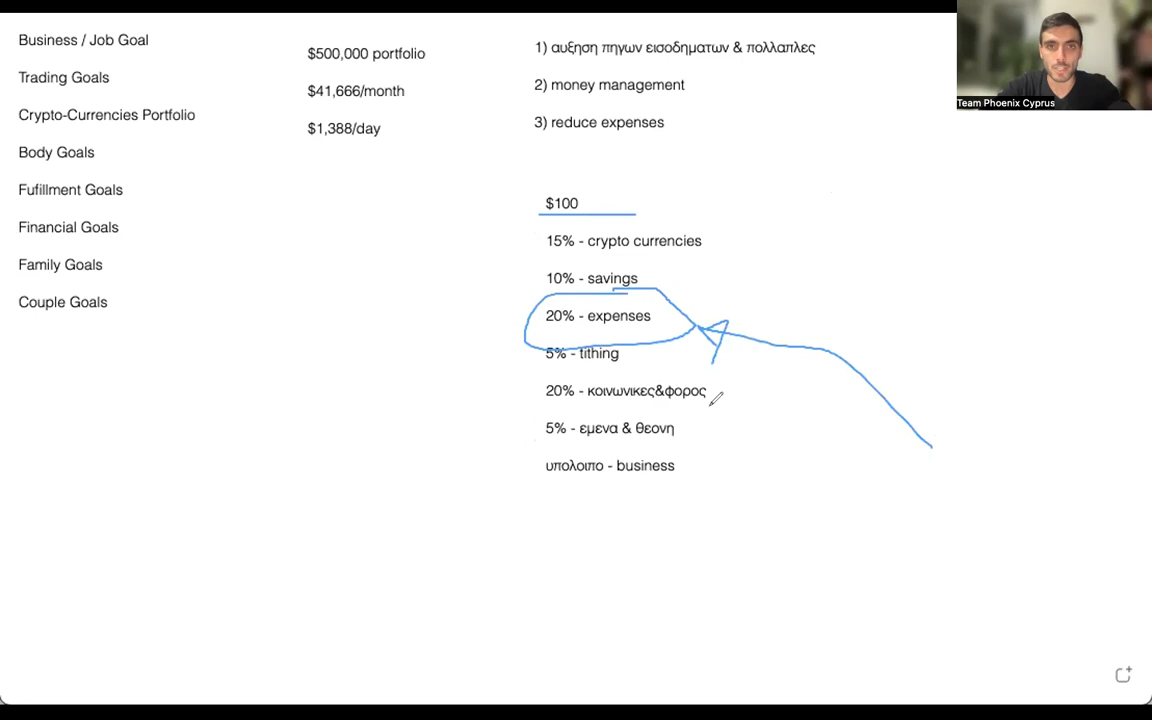 Business / Job Goal
Trading Goals
Crypto-Currencies Portfolio
Body Goals
Fufillment Goals
Financial Goals
Family Goals
Couple Goals
$500,000 portfolio
$41,666/month
$1,388/day
1) αυξηση πηγων εισοδηματων & πολλαπλες
2) money management
3) reduce expenses
$100
15% - crypto currencies
10% - savings
20% - expenses
5% - tithing
20% - κοινωνικες&φορος
5% - εμενα & θεονη
υπολοιπο - business
Team Phoenix Cyprus